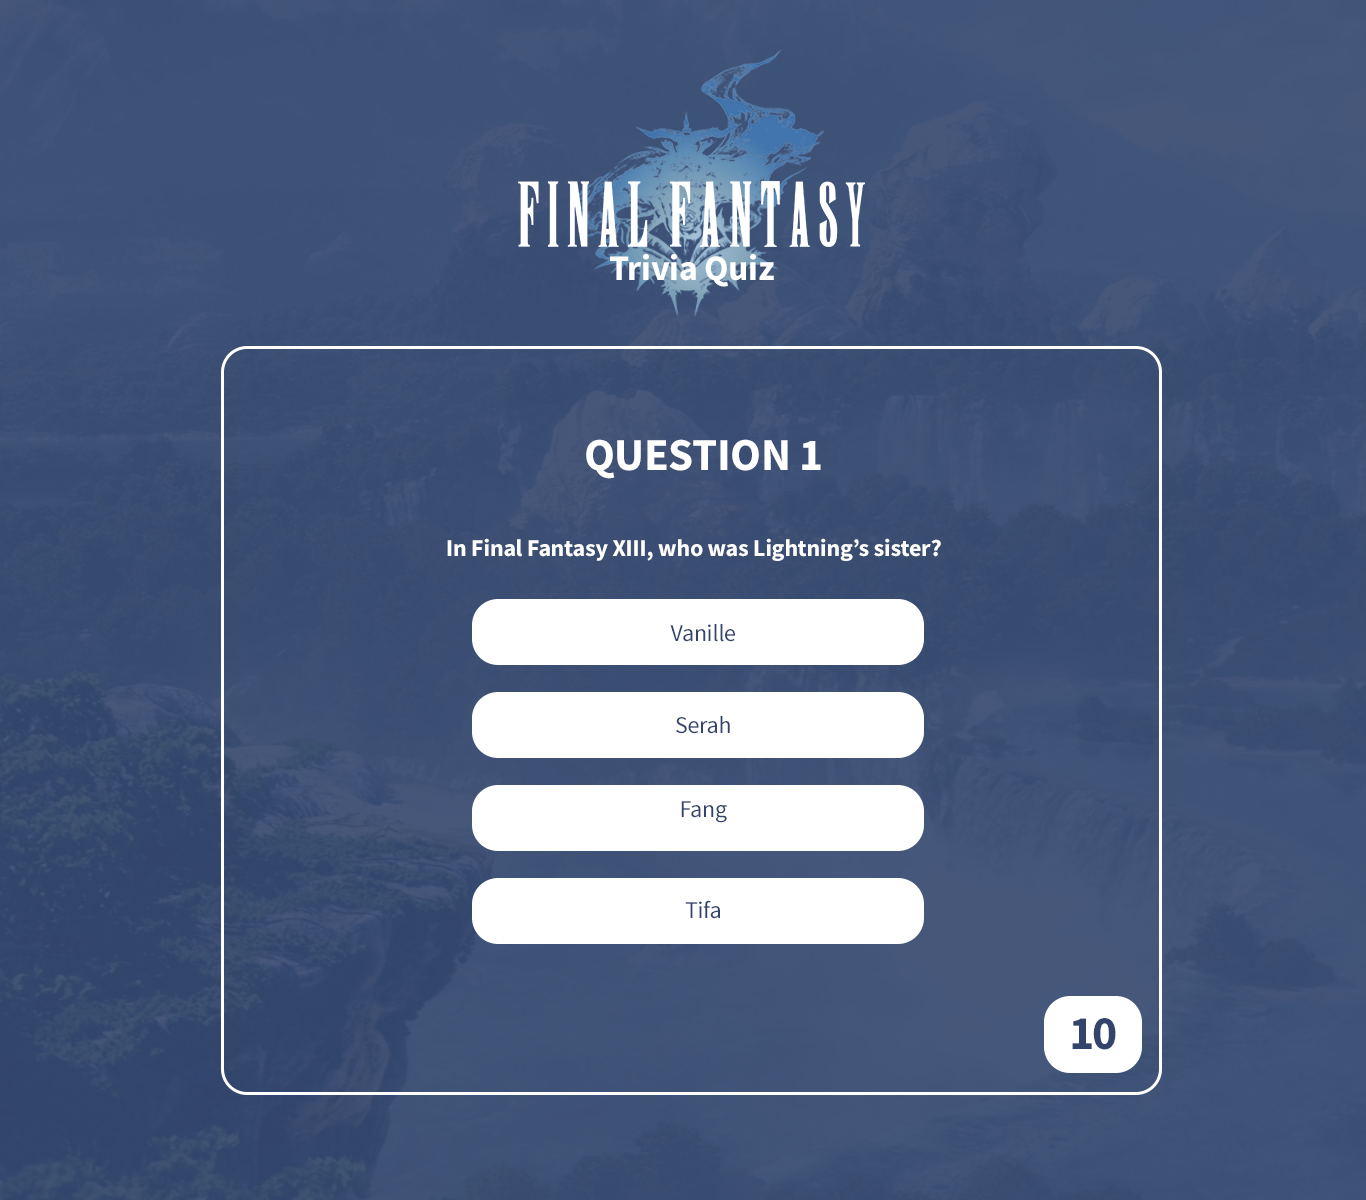 FINAL FANTASY
Trivia Quiz
QUESTION 1
In Final Fantasy XIII, who was Lightning’s sister?
Vanille
Serah
Fang
Tifa
10